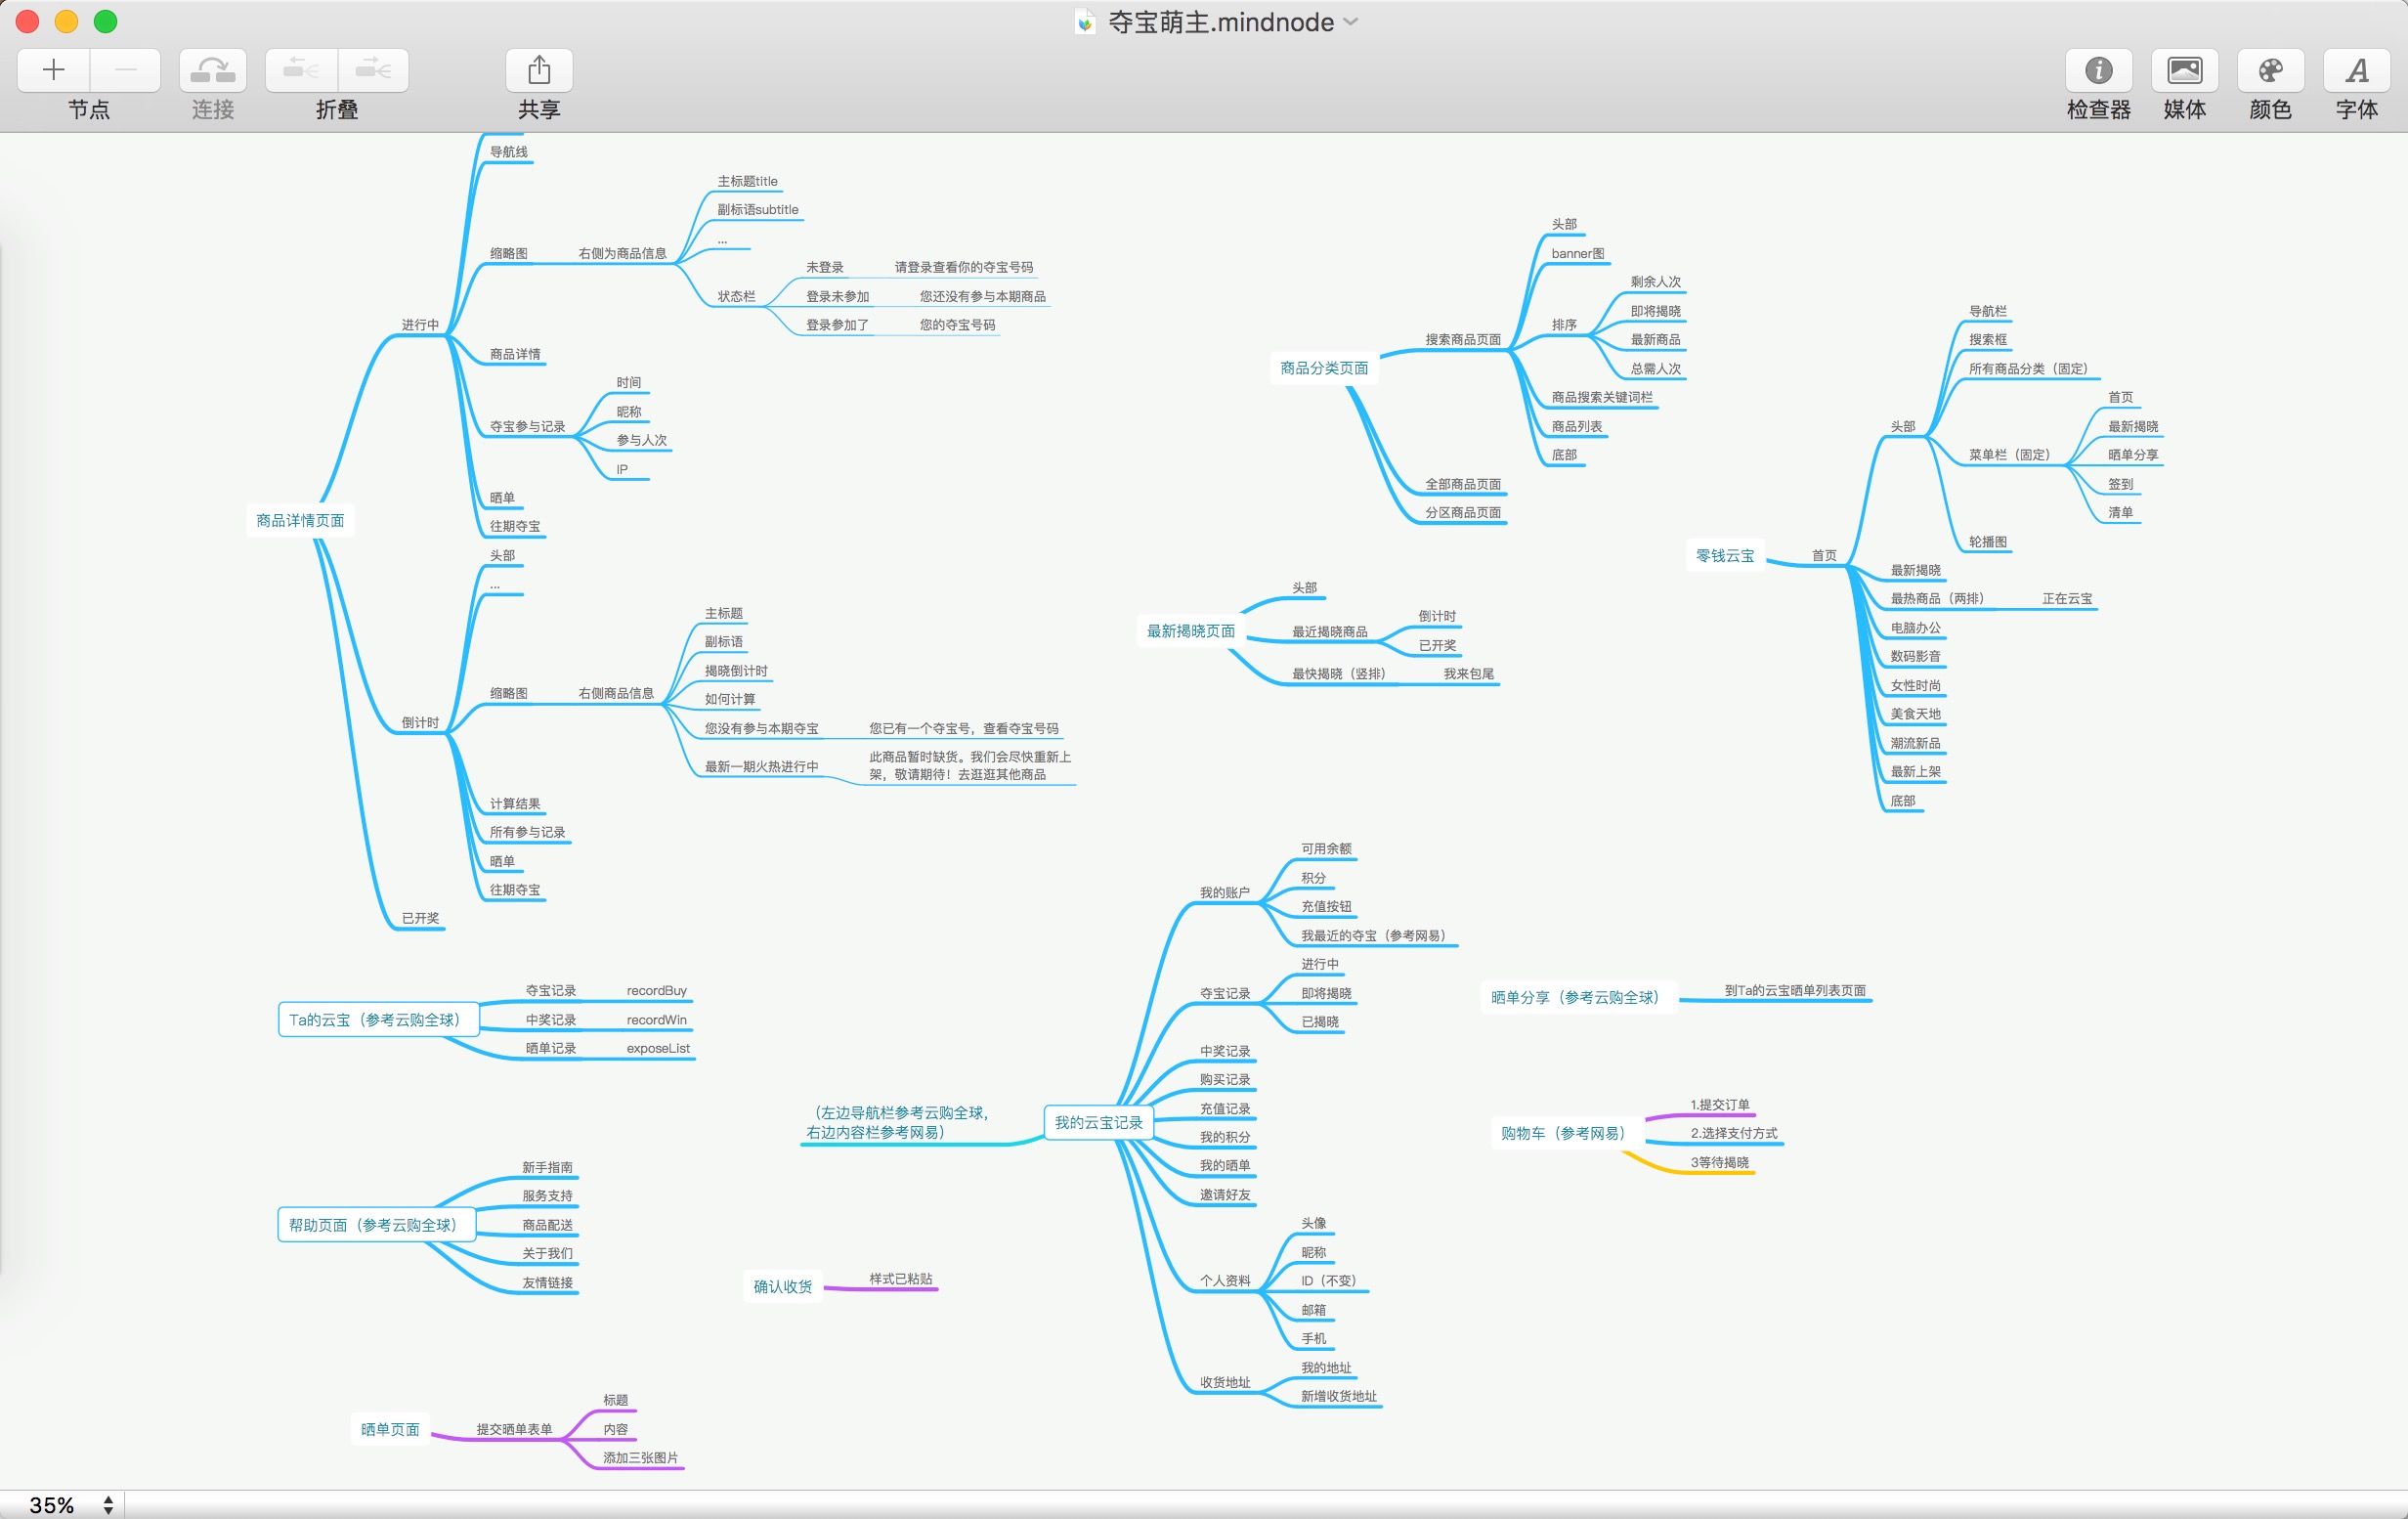 夺宝萌主.mindnode
节点
连接
折叠
共享
检查器
媒体
颜色
字体
导航线
主标题title
副标语subtitle
...
缩略图
右侧为商品信息
未登录
请登录查看你的夺宝号码
状态栏
登录未参加
您还没有参与本期商品
登录参加了
您的夺宝号码
进行中
商品详情
时间
昵称
夺宝参与记录
参与人次
IP
晒单
往期夺宝
商品详情页面
头部
...
主标题
副标语
揭晓倒计时
缩略图
右侧商品信息
如何计算
倒计时
您没有参与本期夺宝
您已有一个夺宝号，查看夺宝号码
最新一期火热进行中
此商品暂时缺货。我们会尽快重新上
架，敬请期待！去逛逛其他商品
计算结果
所有参与记录
晒单
往期夺宝
已开奖
头部
banner图
剩余人次
即将揭晓
排序
最新商品
总需人次
搜索商品页面
商品分类页面
商品搜索关键词栏
商品列表
底部
全部商品页面
分区商品页面
导航栏
搜索框
所有商品分类（固定）
首页
头部
最新揭晓
菜单栏（固定）
晒单分享
签到
清单
轮播图
零钱云宝
首页
最新揭晓
最热商品（两排）
正在云宝
电脑办公
数码影音
女性时尚
美食天地
潮流新品
最新上架
底部
头部
最新揭晓页面
最近揭晓商品
倒计时
已开奖
最快揭晓（竖排）
我来包尾
可用余额
我的账户
积分
充值按钮
我最近的夺宝（参考网易）
进行中
夺宝记录
即将揭晓
已揭晓
中奖记录
购买记录
充值记录
（左边导航栏参考云购全球，
右边内容栏参考网易）
我的云宝记录
我的积分
我的晒单
邀请好友
头像
昵称
个人资料
ID（不变）
邮箱
手机
收货地址
我的地址
新增收货地址
晒单分享（参考云购全球）
到Ta的云宝晒单列表页面
1.提交订单
购物车（参考网易）
2.选择支付方式
3等待揭晓
夺宝记录
recordBuy
Ta的云宝（参考云购全球）
中奖记录
recordWin
晒单记录
exposeList
新手指南
服务支持
帮助页面（参考云购全球）
商品配送
关于我们
友情链接
确认收货
样式已粘贴
标题
晒单页面
提交晒单表单
内容
添加三张图片
35%